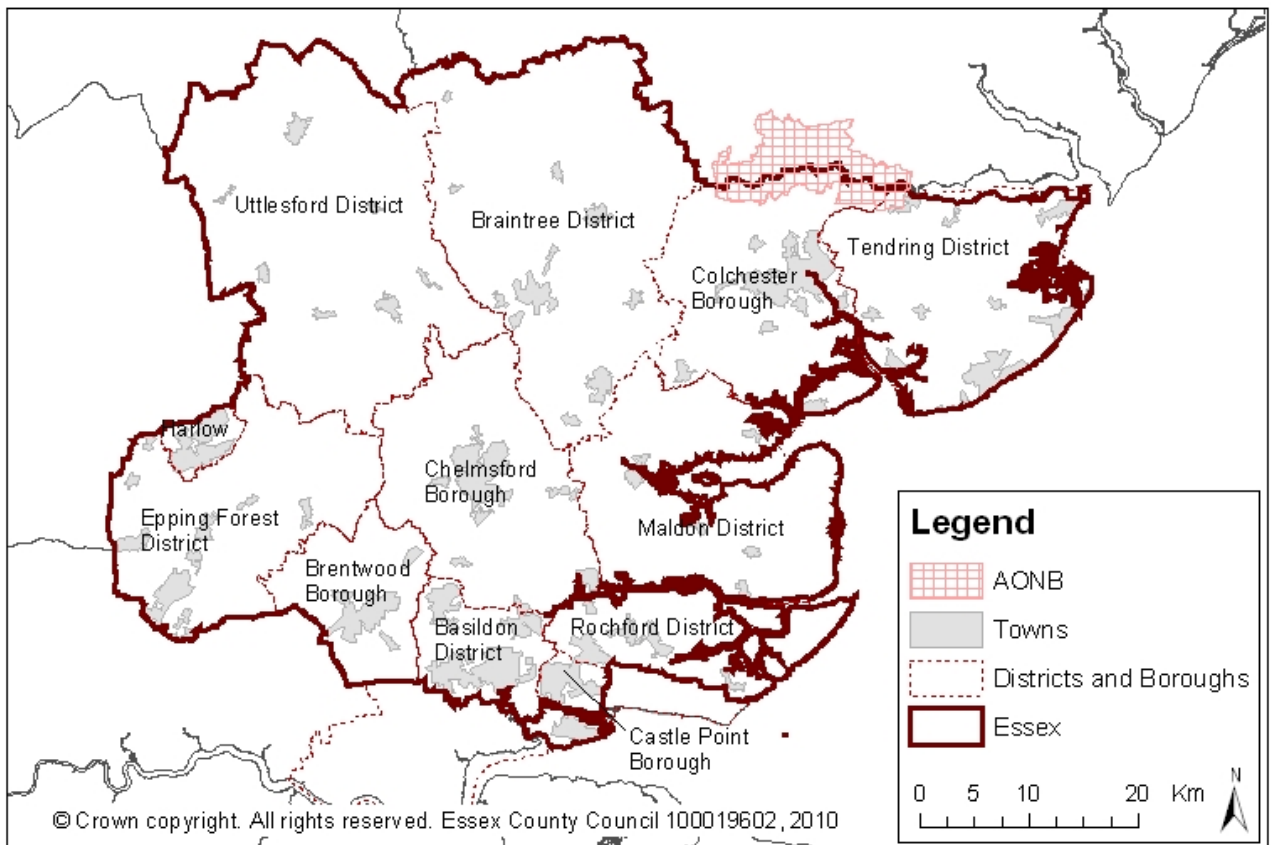 Uttlesford District
Braintree District
Tendring District
Colchester
Borough
Harlow
Chelmsford
Borough
Epping Forest
District
Maldon District
Brentwood
Borough
Basildon
District
Rochford District
Castle Point
Borough
Legend
AONB
Towns
Districts and Boroughs
Essex
N
0 5 10 20 Km
© Crown copyright. All rights reserved. Essex County Council 100019602, 2010